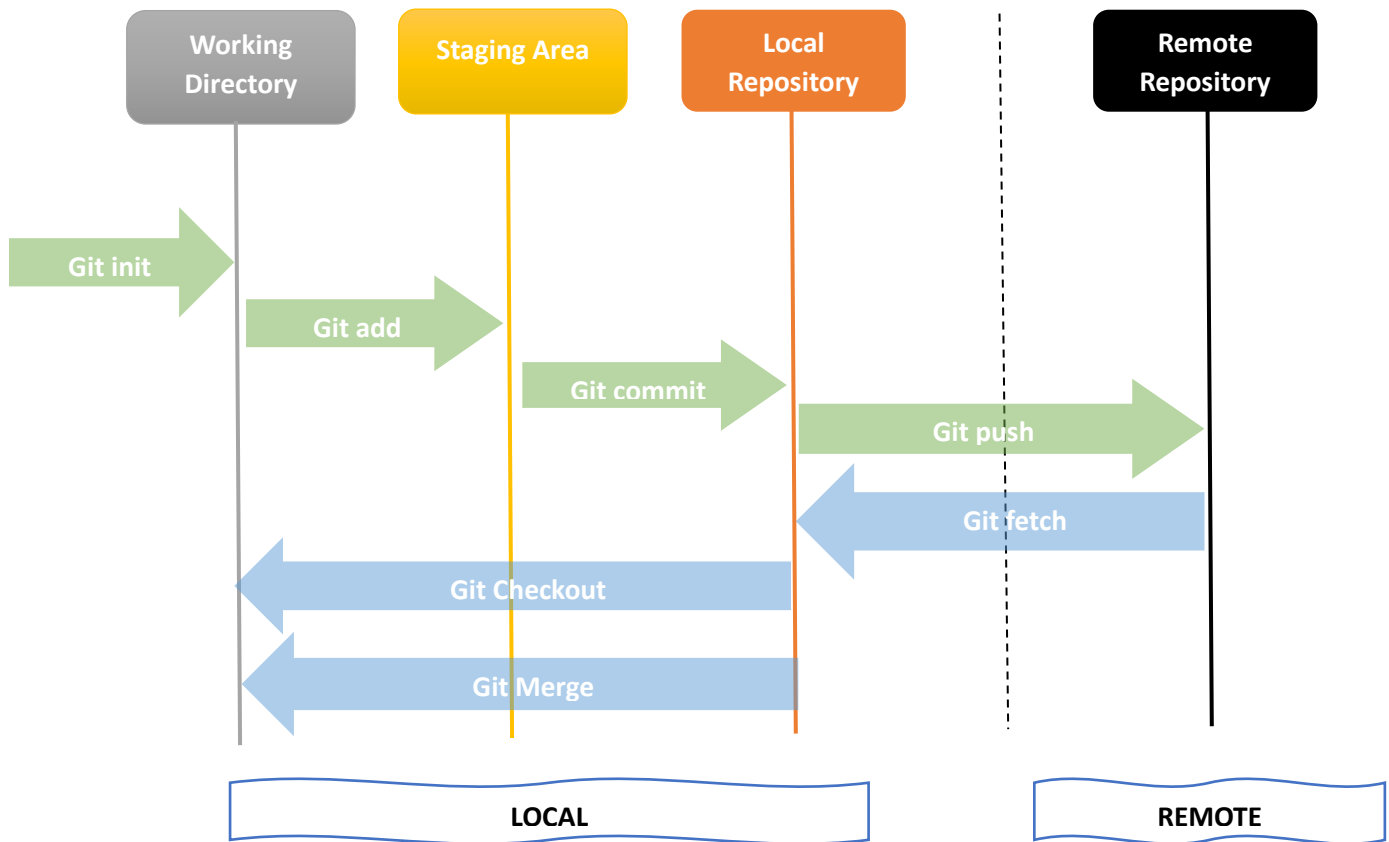 Working
Directory
Staging Area
Local
Repository
Remote
Repository
Git init
Git add
Git commit
Git push
Git fetch
Git Checkout
Git Merge
LOCAL
REMOTE